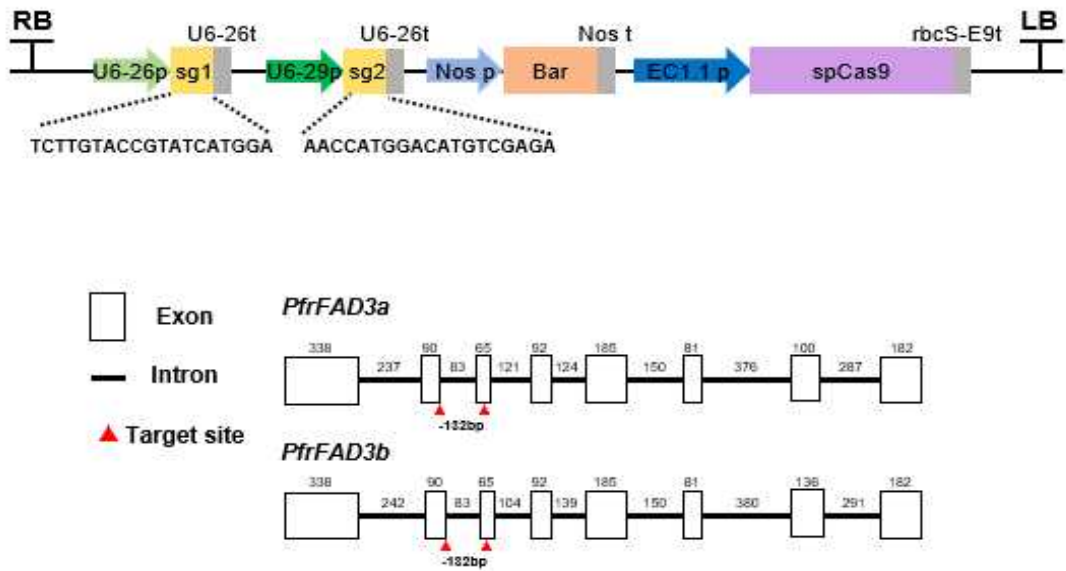 RB LB
U6-26t U6-26t Nos t rbcS-E9t
U6-26p sg1 U6-29p sg2 Nos p Bar EC1.1 p spCas9
TCTTGTACCGTATCATGGA AACCATGGACATGTCGAGA
PfrFAD3a
Exon
338 90 65 92 185 81 100 182
237 83 121 124 150 376 287
Intron
-132bp
Target site
PfrFAD3b
338 90 65 92 185 81 136 182
242 83 104 139 150 380 291
-132bp